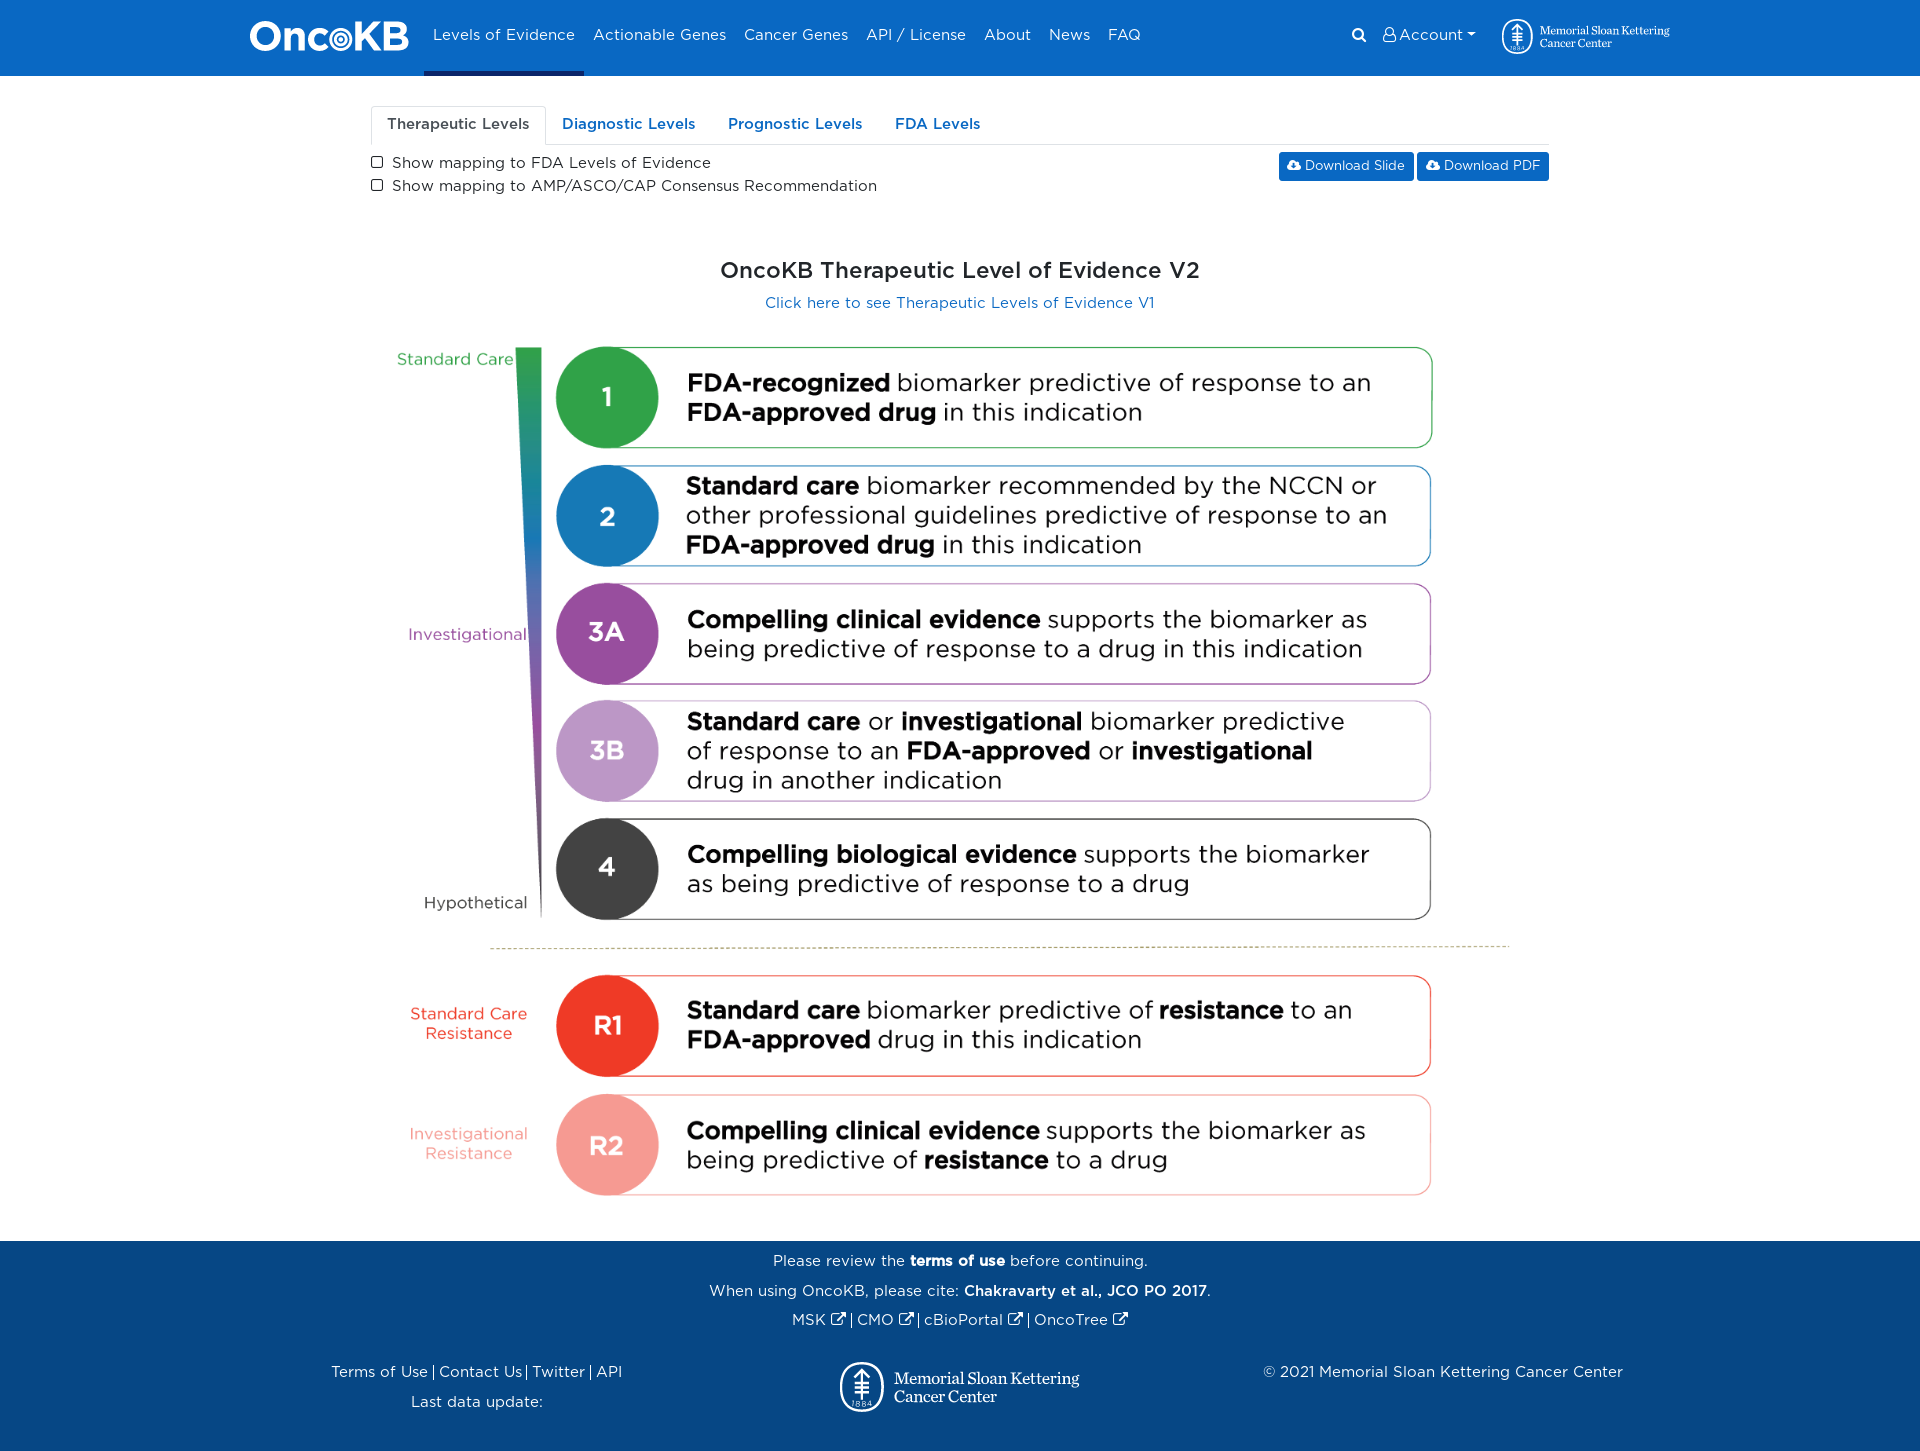 OncoKB Levels of Evidence Actionable Genes Cancer Genes API / License About News FAQ Account 1884 Memorial Sloan Kettering
Cancer Center
Therapeutic Levels Diagnostic Levels Prognostic Levels FDA Levels
Show mapping to FDA Levels of Evidence
Show mapping to AMP/ASCO/CAP Consensus Recommendation
Download Slide Download PDF
OncoKB Therapeutic Level of Evidence V2
Click here to see Therapeutic Levels of Evidence V1
Standard Care
1
FDA-recognized biomarker predictive of response to an
FDA-approved drug in this indication
2
Standard care biomarker recommended by the NCCN or
other professional guidelines predictive of response to an
FDA-approved drug in this indication
Investigational
3A
Compelling clinical evidence supports the biomarker as
being predictive of response to a drug in this indication
3B
Standard care or investigational biomarker predictive
of response to an FDA-approved or investigational
drug in another indication
Hypothetical
4
Compelling biological evidence supports the biomarker
as being predictive of response to a drug
Standard Care
Resistance
R1
Standard care biomarker predictive of resistance to an
FDA-approved drug in this indication
Investigational
Resistance
R2
Compelling clinical evidence supports the biomarker as
being predictive of resistance to a drug
Please review the terms of use before continuing.
When using OncoKB, please cite: Chakravarty et al., JCO PO 2017.
MSK | CMO | cBioPortal | OncoTree
Terms of Use | Contact Us | Twitter | API
Last data update:
1884
Memorial Sloan Kettering
Cancer Center
© 2021 Memorial Sloan Kettering Cancer Center